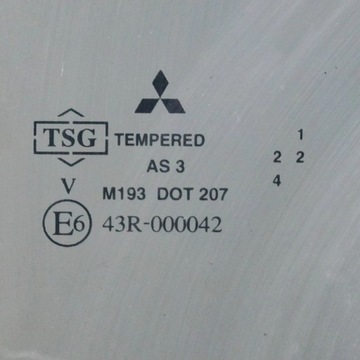 TSG TEMPERED
AS 3
V
M193 DOT 207
E6 43R-000042
1
2 2
4